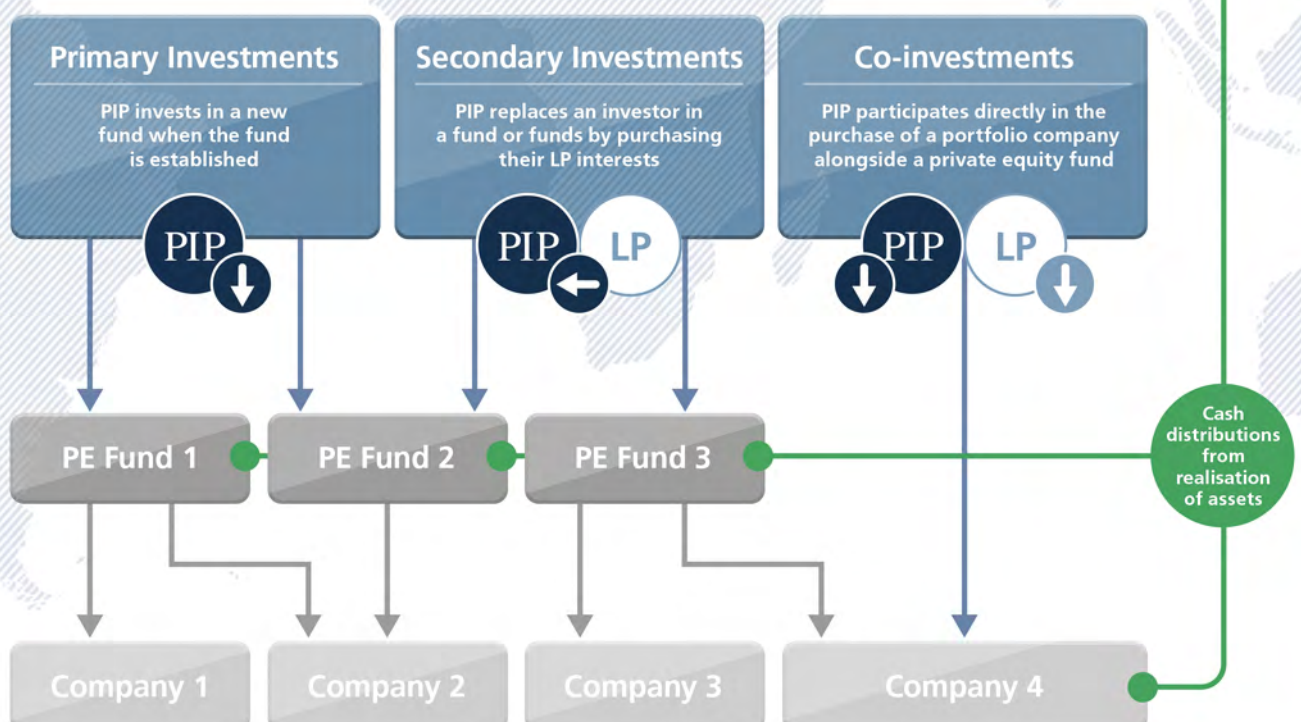 Primary Investments
PIP invests in a new
fund when the fund
is established
PIP
Secondary Investments
PIP replaces an investor in
a fund or funds by purchasing
their LP interests
PIP
LP
Co-investments
PIP participates directly in the
purchase of a portfolio company
alongside a private equity fund
PIP
LP
PE Fund 1
PE Fund 2
PE Fund 3
Cash
distributions
from
realisation
of assets
Company 1
Company 2
Company 3
Company 4